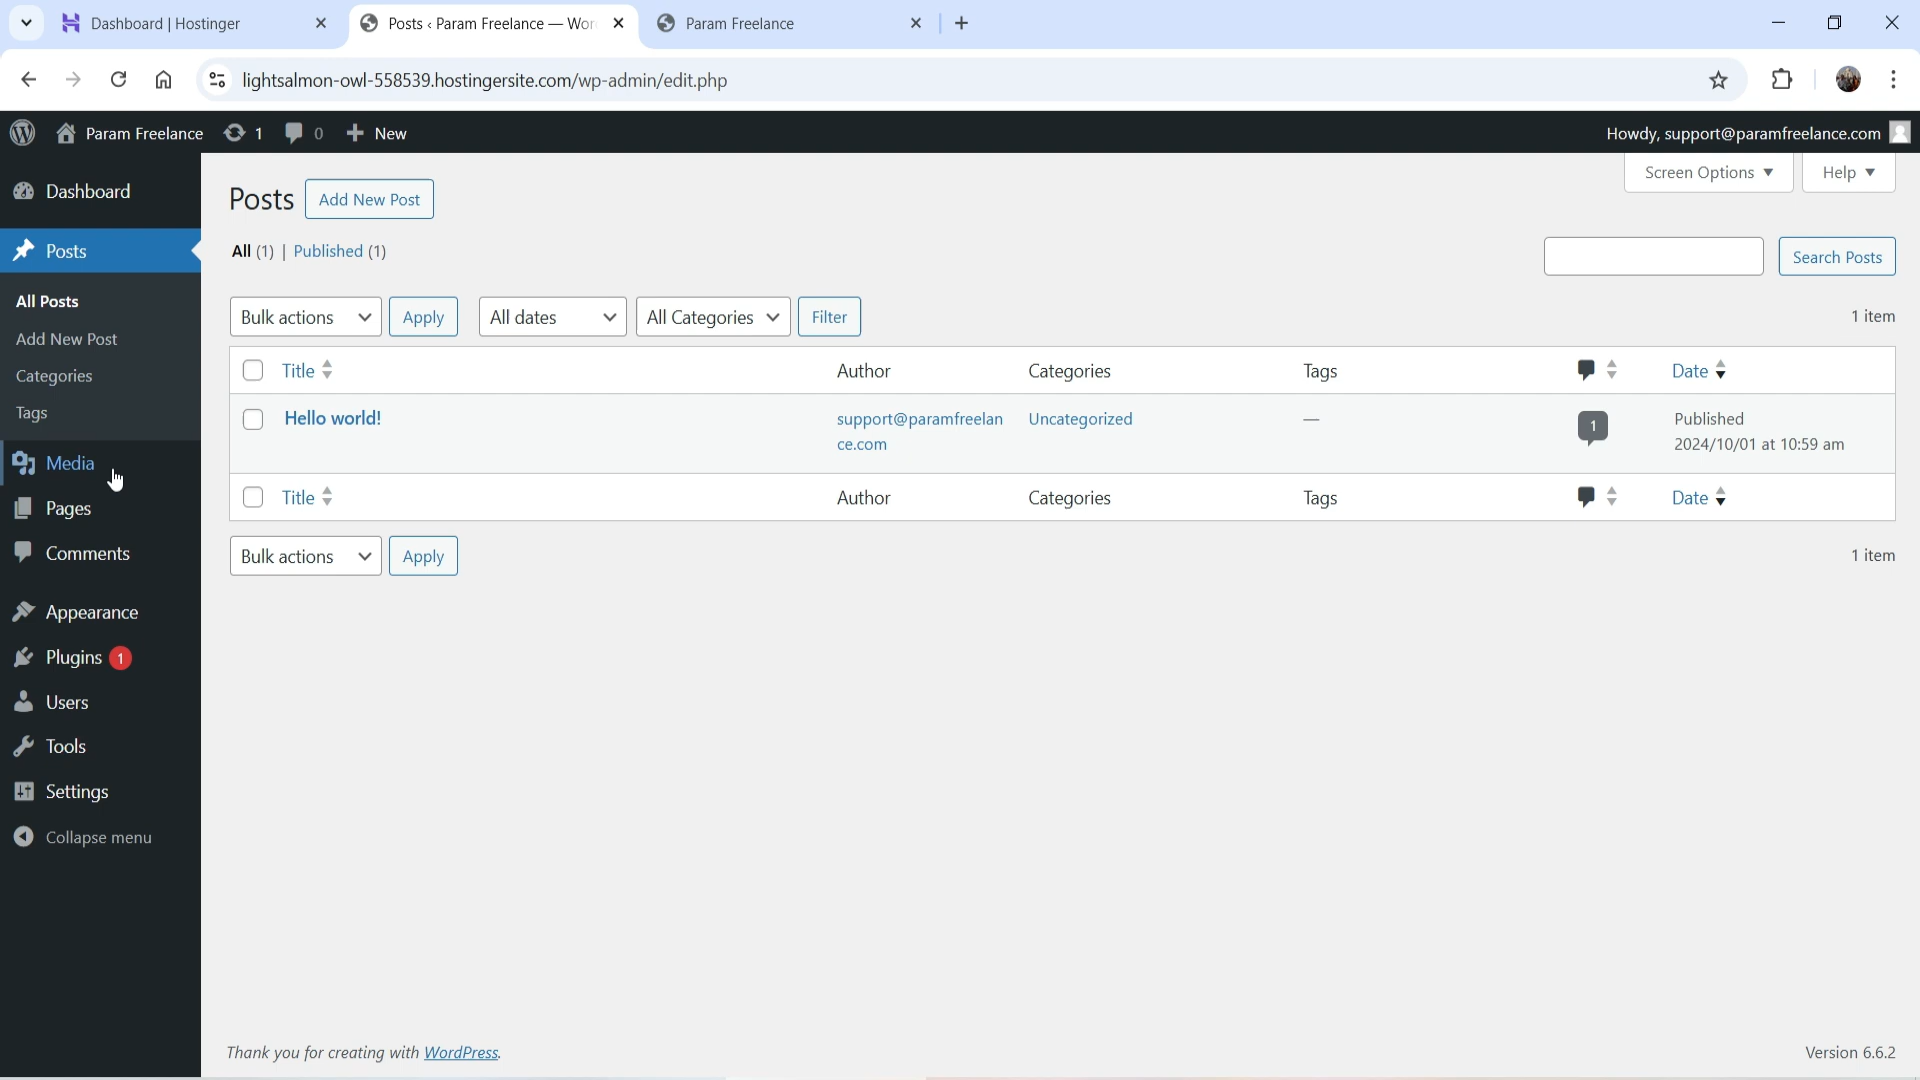 Dashboard | Hostinger
Posts ‹ Param Freelance — Wor
Param Freelance
lightsalmon-owl-558539.hostingersite.com/wp-admin/edit.php
Param Freelance 1 0 New
Howdy, support@paramfreelance.com
Dashboard
Posts
All Posts
Add New Post
Categories
Tags
Media
Pages
Comments
Appearance
Plugins 1
Users
Tools
Settings
Collapse menu
Screen Options
Help
Posts
Add New Post
All (1) | Published (1)
Search Posts
Bulk actions Apply All dates All Categories Filter 1 item
Title Author Categories Tags Date
Hello world! support@paramfreelan Uncategorized — 1 Published
ce.com 2024/10/01 at 10:59 am
Title Author Categories Tags Date
Bulk actions Apply 1 item
Thank you for creating with WordPress.
Version 6.6.2